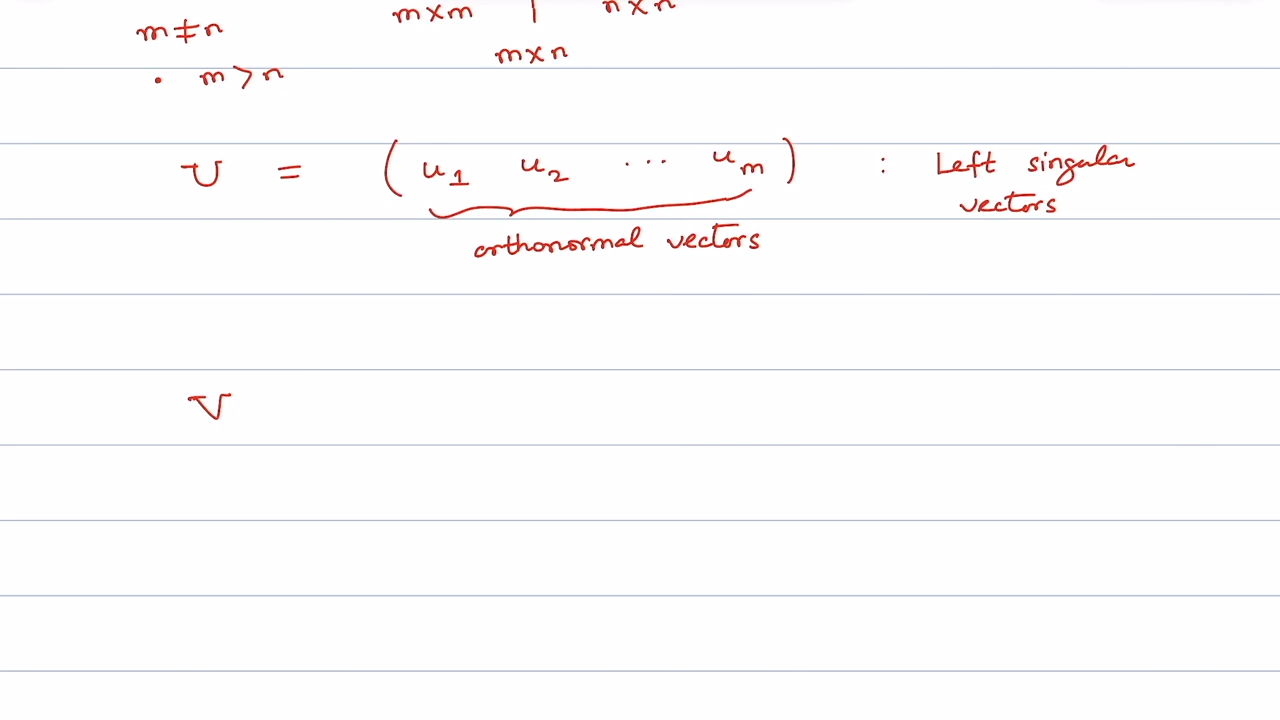 m ≠ n m×m n×n
m×n
• m > n
U = ( u₁ u₂ ... uₘ ) : Left singular vectors
orthonormal vectors
V